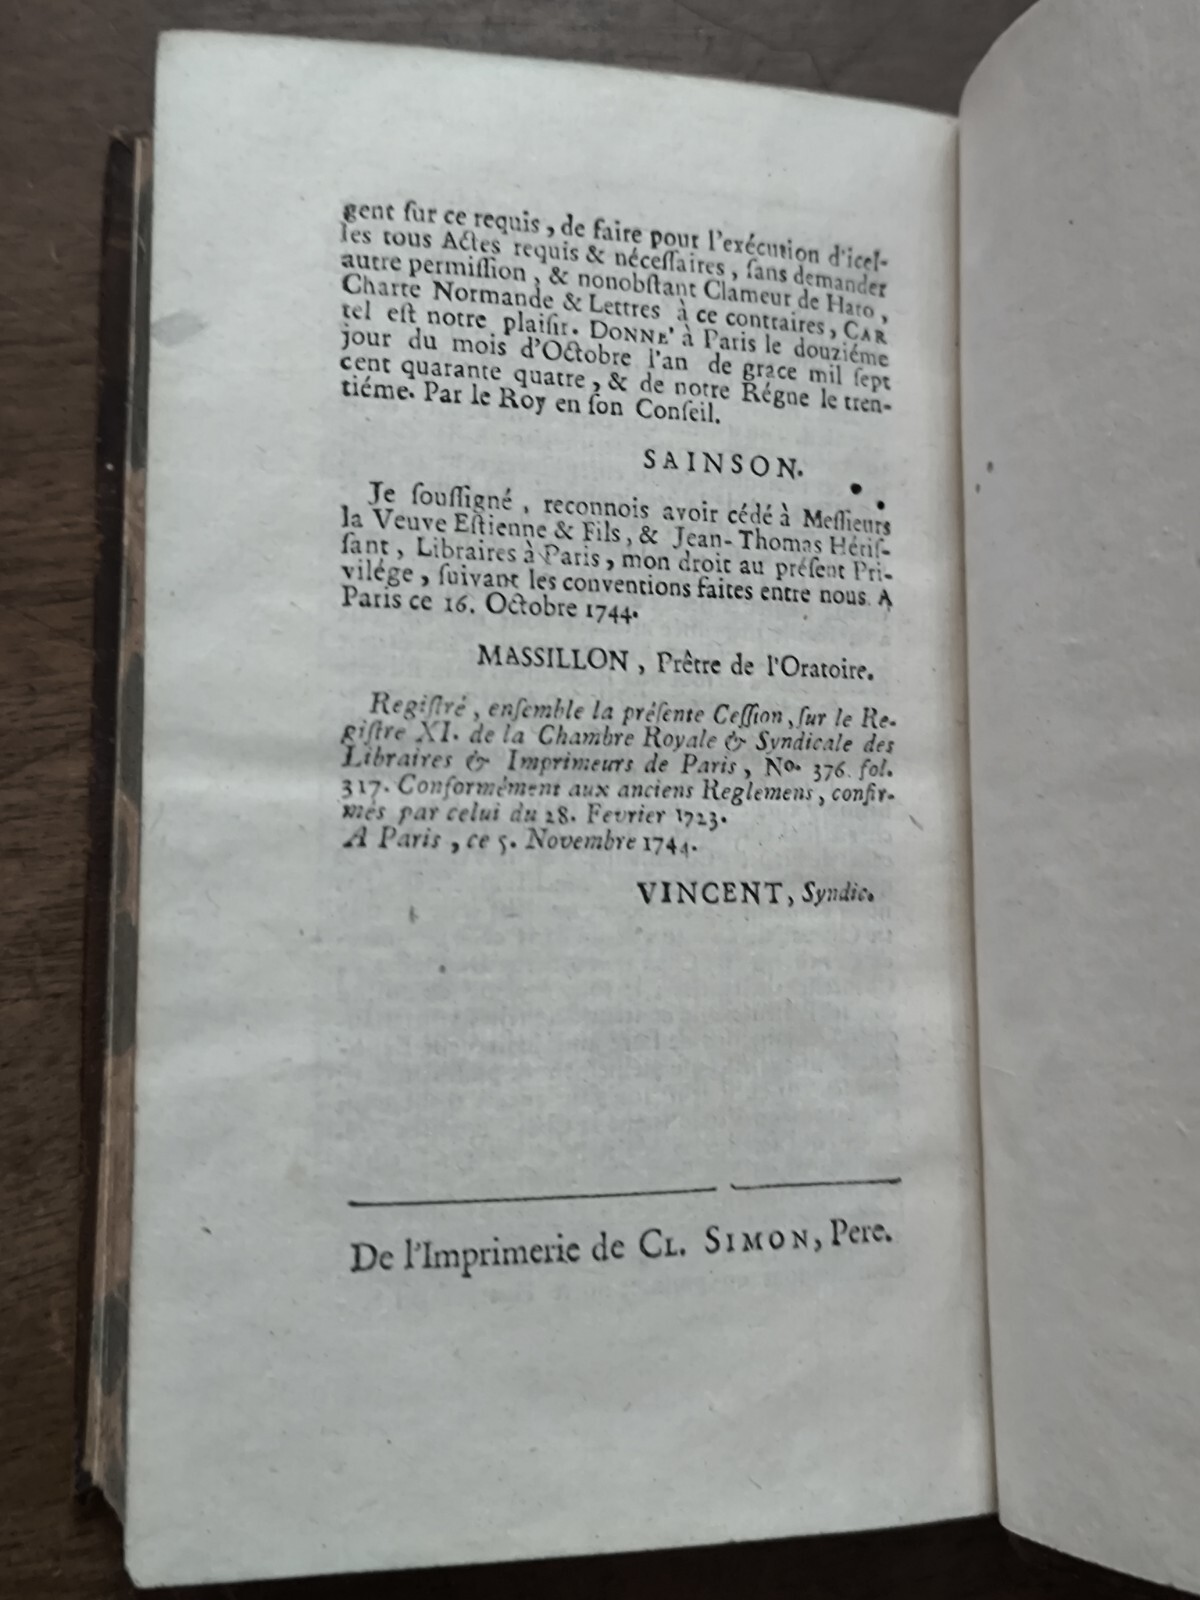 gent ſur ce requis, de faire pour l'exécution d'icel-
les tous Actes requis & néceſſaires, ſans demander
autre permiſſion, & nonobſtant Clameur de Haro,
Charte Normande & Lettres à ce contraires, CAR
tel eſt notre plaiſir. DONNE' à Paris le douziéme
jour du mois d'Octobre l'an de grace mil ſept
cent quarante quatre, & de notre Régne le tren-
tiéme. Par le Roy en ſon Conſeil.
SAINSON.
Je ſouſſigné, reconnois avoir cédé à Meſſieurs
la Veuve Eſtienne & Fils, & Jean-Thomas Hériſ-
ſant, Libraires à Paris, mon droit au préſent Pri-
vilége, ſuivant les conventions faites entre nous. A
Paris ce 16. Octobre 1744.
MASSILLON, Prêtre de l'Oratoire.
Regiſtré, enſemble la préſente Ceſſion, ſur le Re-
giſtre XI. de la Chambre Royale & Syndicale des
Libraires & Imprimeurs de Paris, No. 376. fol.
317. Conformément aux anciens Reglemens, confir-
més par celui du 28. Fevrier 1723.
A Paris, ce 5. Novembre 1744.
VINCENT, Syndic.
De l'Imprimerie de CL. SIMON, Pere.